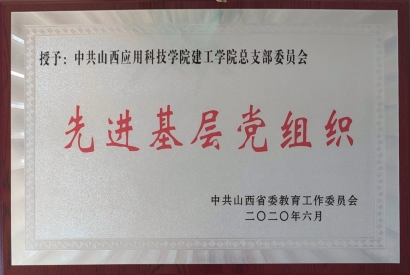 授予：中共山西应用科技学院建工学院总支部委员会
先进基层党组织
中共山西省委教育工作委员会
二〇二〇年六月